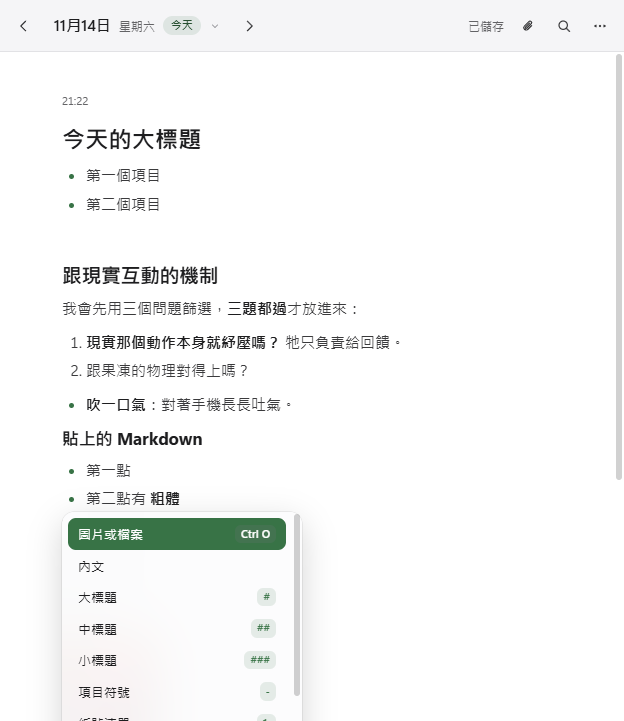 11月14日 星期六 今天 已儲存
21:22
今天的大標題
• 第一個項目
• 第二個項目
跟現實互動的機制
我會先用三個問題篩選，三題都過才放進來：
1. 現實那個動作本身就紓壓嗎？ 牠只負責給回饋。
2. 跟果凍的物理對得上嗎？
• 吹一口氣：對著手機長長吐氣。
貼上的 Markdown
• 第一點
• 第二點有 粗體
圖片或檔案 Ctrl O
內文
大標題 #
中標題 ##
小標題 ###
項目符號 -